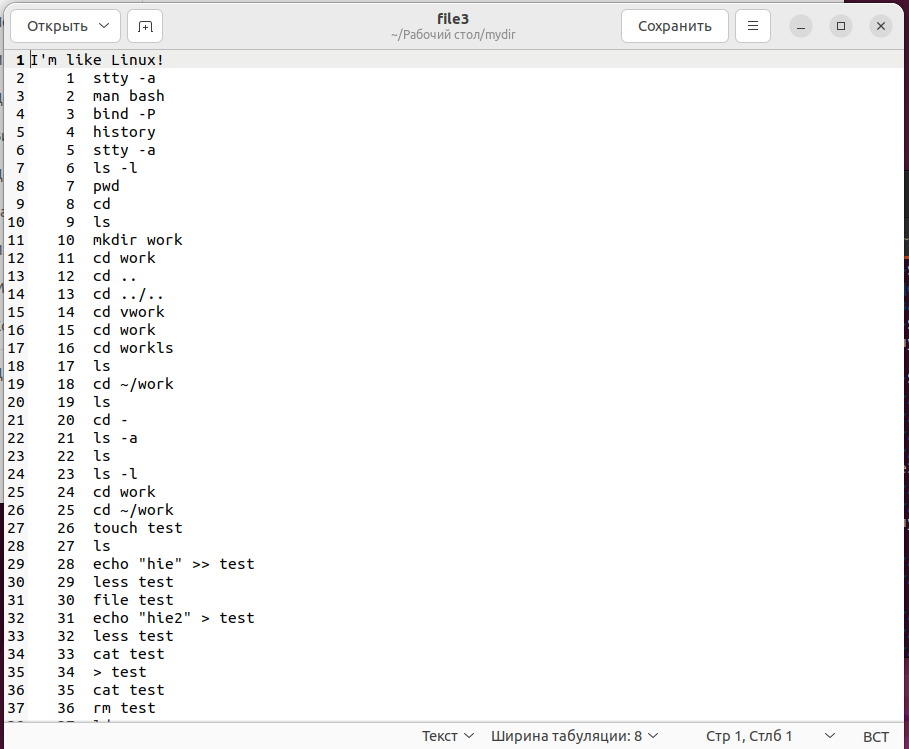 Открыть
file3
~/Рабочий стол/mydir
Сохранить
1 I'm like Linux!
2 1 stty -a
3 2 man bash
4 3 bind -P
5 4 history
6 5 stty -a
7 6 ls -l
8 7 pwd
9 8 cd
10 9 ls
11 10 mkdir work
12 11 cd work
13 12 cd ..
14 13 cd ../..
15 14 cd vwork
16 15 cd work
17 16 cd workls
18 17 ls
19 18 cd ~/work
20 19 ls
21 20 cd -
22 21 ls -a
23 22 ls
24 23 ls -l
25 24 cd work
26 25 cd ~/work
27 26 touch test
28 27 ls
29 28 echo "hie" >> test
30 29 less test
31 30 file test
32 31 echo "hie2" > test
33 32 less test
34 33 cat test
35 34 > test
36 35 cat test
37 36 rm test
Текст Ширина табуляции: 8 Стр 1, Стлб 1 ВСТ